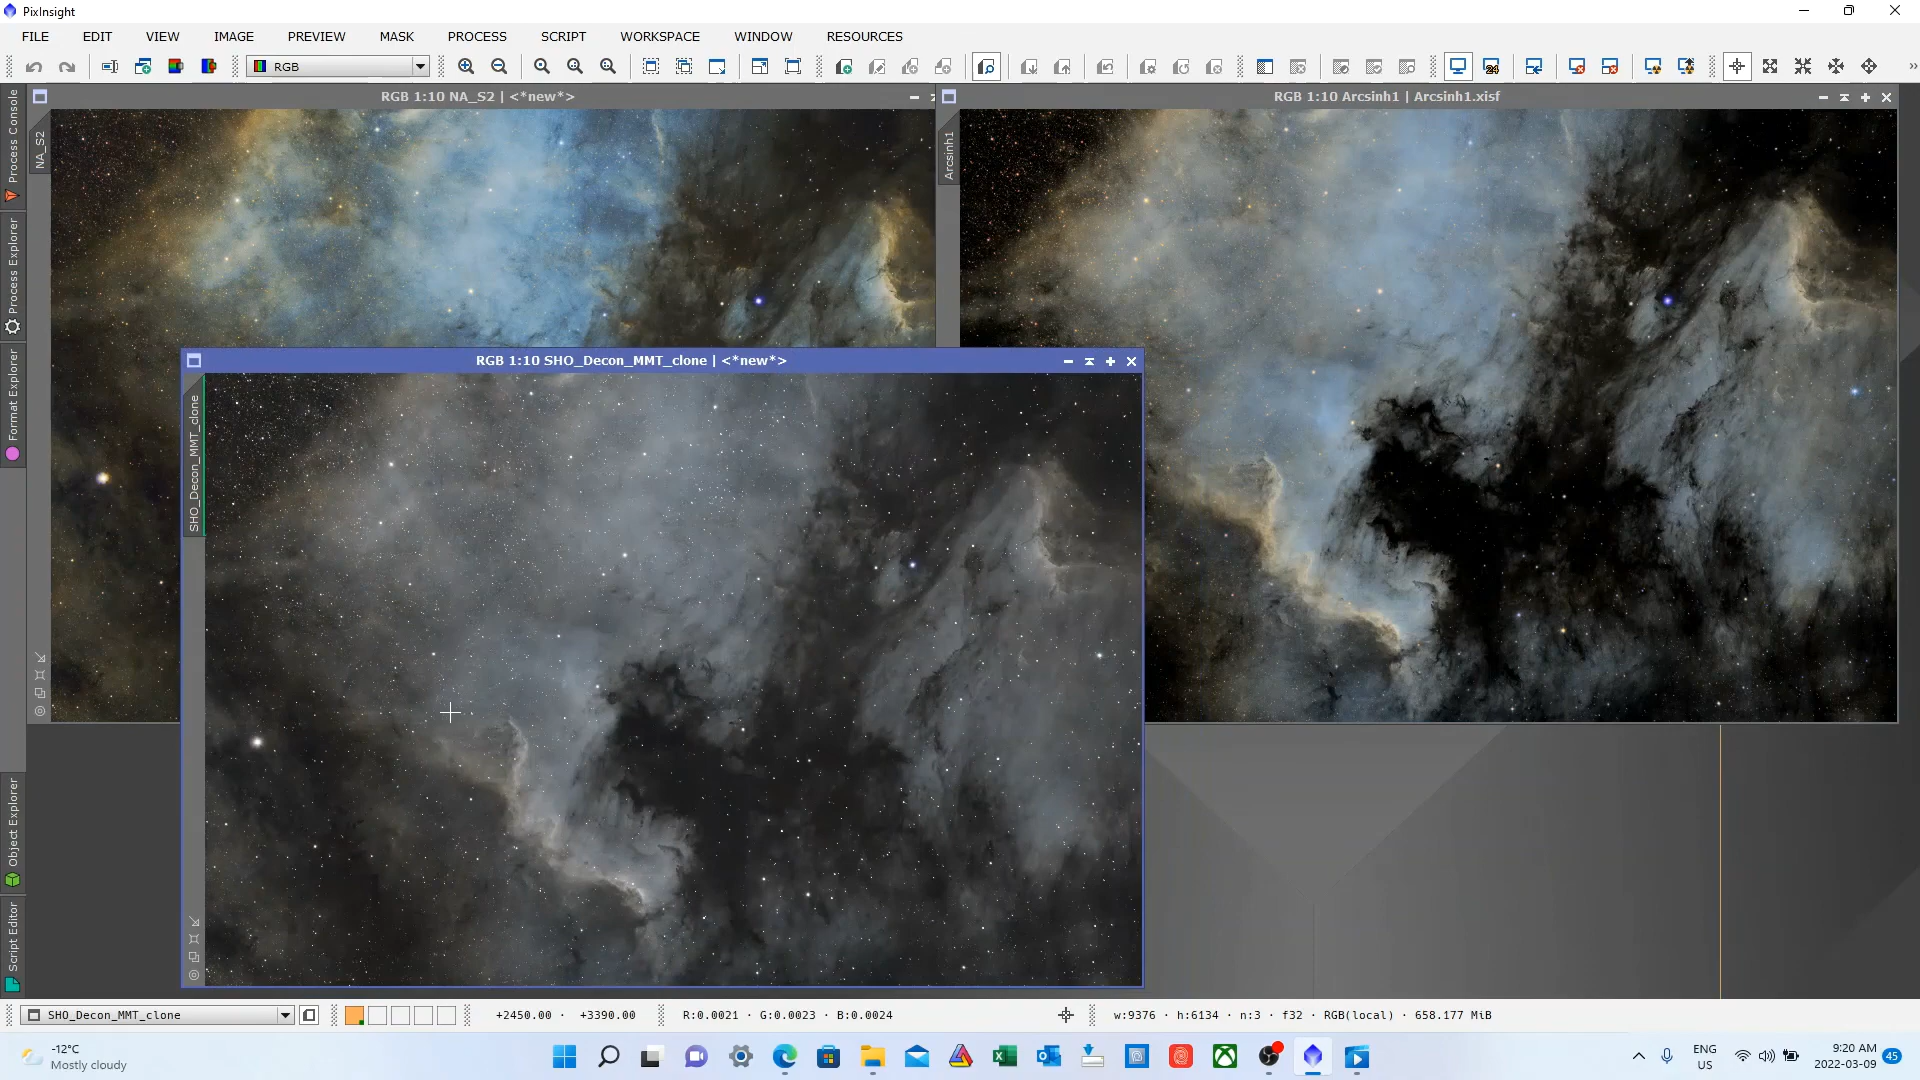 PixInsight
FILE EDIT VIEW IMAGE PREVIEW MASK PROCESS SCRIPT WORKSPACE WINDOW RESOURCES
RGB
24
RGB 1:10 NA_S2 | <*new*>
RGB 1:10 Arcsinh1 | Arcsinh1.xisf
NA_S2
Arcsinh1
Process Console
Process Explorer
Format Explorer
Object Explorer
Script Editor
RGB 1:10 SHO_Decon_MMT_clone | <*new*>
SHO_Decon_MMT_clone
SHO_Decon_MMT_clone
+2450.00 · +3390.00
R:0.0021 · G:0.0023 · B:0.0024
w:9376 · h:6134 · n:3 · f32 · RGB(local) · 658.177 MiB
-12°C
Mostly cloudy
ENG
US
9:20 AM
2022-03-09
45